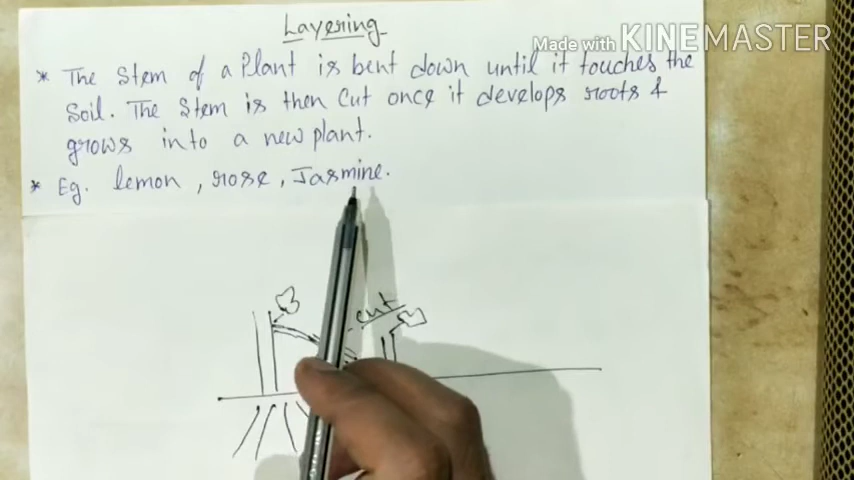 Layering
Made with KINEMASTER
* The Stem of a Plant is bent down until it touches the
Soil. The Stem is then Cut once it develops roots &
grows into a new plant.
* Eg. lemon, rose, Jasmine.
cut